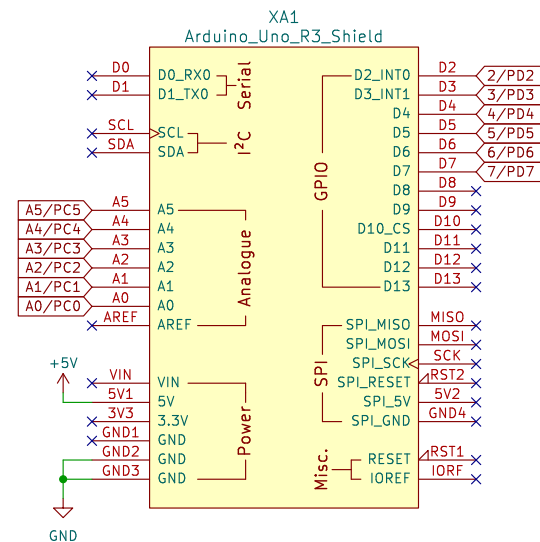 XA1
Arduino_Uno_R3_Shield
D0 D0_RX0
D1 D1_TX0
Serial
SCL SCL
SDA SDA
I²C
A5/PC5 A5 A5
A4/PC4 A4 A4
A3/PC3 A3 A3
A2/PC2 A2 A2
A1/PC1 A1 A1
A0/PC0 A0 A0
AREF AREF
Analogue
+5V
VIN VIN
5V1 5V
3V3 3.3V
GND1 GND
GND2 GND
GND3 GND
Power
GND
GPIO
D2_INT0 D2 2/PD2
D3_INT1 D3 3/PD3
D4 D4 4/PD4
D5 D5 5/PD5
D6 D6 6/PD6
D7 D7 7/PD7
D8 D8
D9 D9
D10_CS D10
D11 D11
D12 D12
D13 D13
SPI
SPI_MISO MISO
SPI_MOSI MOSI
SPI_SCK SCK
SPI_RESET RST2
SPI_5V 5V2
SPI_GND GND4
Misc.
RESET RST1
IOREF IORF